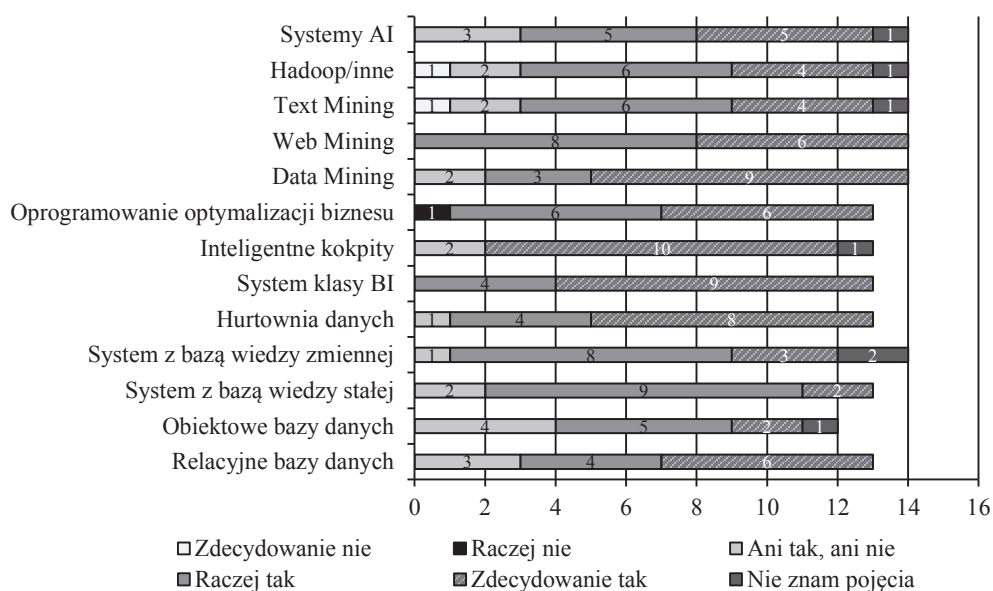 Systemy AI 3 5 5 1
Hadoop/inne 1 2 6 4 1
Text Mining 1 2 6 4 1
Web Mining 8 6
Data Mining 2 3 9
Oprogramowanie optymalizacji biznesu 1 6 6
Inteligentne kokpity 2 10 1
System klasy BI 4 9
Hurtownia danych 1 4 8
System z bazą wiedzy zmiennej 1 8 3 2
System z bazą wiedzy stałej 2 9 2
Obiektowe bazy danych 4 5 2 1
Relacyjne bazy danych 3 4 6
0 2 4 6 8 10 12 14 16
Zdecydowanie nie Raczej nie Ani tak, ani nie
Raczej tak Zdecydowanie tak Nie znam pojęcia